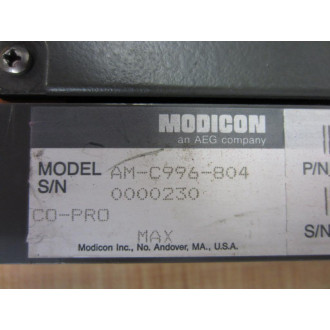 MODICON
an AEG company
MODEL AM-C996-804
S/N 0000230
CO-PRO
MAX
Modicon Inc., No. Andover, MA., U.S.A.
P/N
S/N